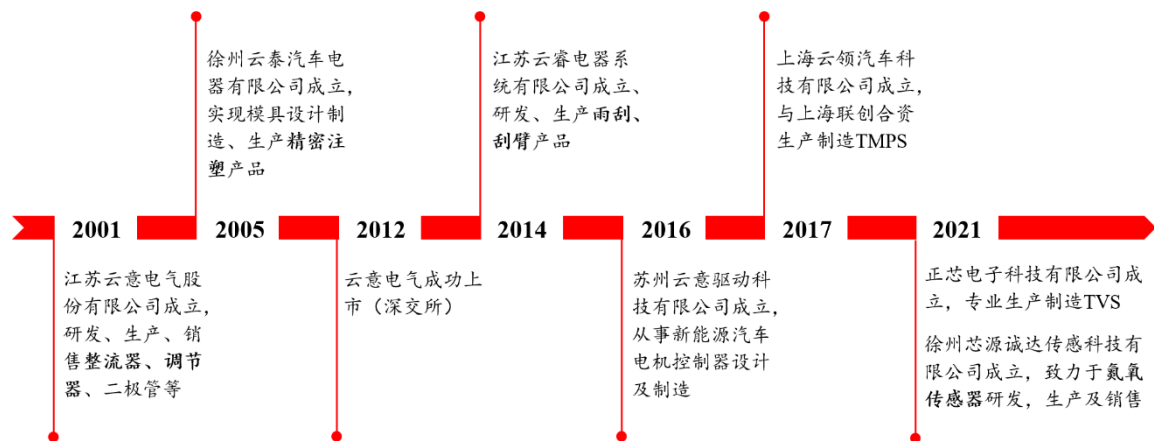 徐州云泰汽车电
器有限公司成立，
实现模具设计制
造、生产精密注
塑产品
江苏云睿电器系
统有限公司成立、
研发、生产雨刮、
刮臂产品
上海云领汽车科
技有限公司成立，
与上海联创合资
生产制造TMPS
2001
2005
2012
2014
2016
2017
2021
江苏云意电气股
份有限公司成立，
研发、生产、销
售整流器、调节
器、二极管等
云意电气成功上
市（深交所）
苏州云意驱动科
技有限公司成立，
从事新能源汽车
电机控制器设计
及制造
正芯电子科技有限公司成
立，专业生产制造TVS
徐州芯源诚达传感科技有
限公司成立，致力于氮氧
传感器研发，生产及销售